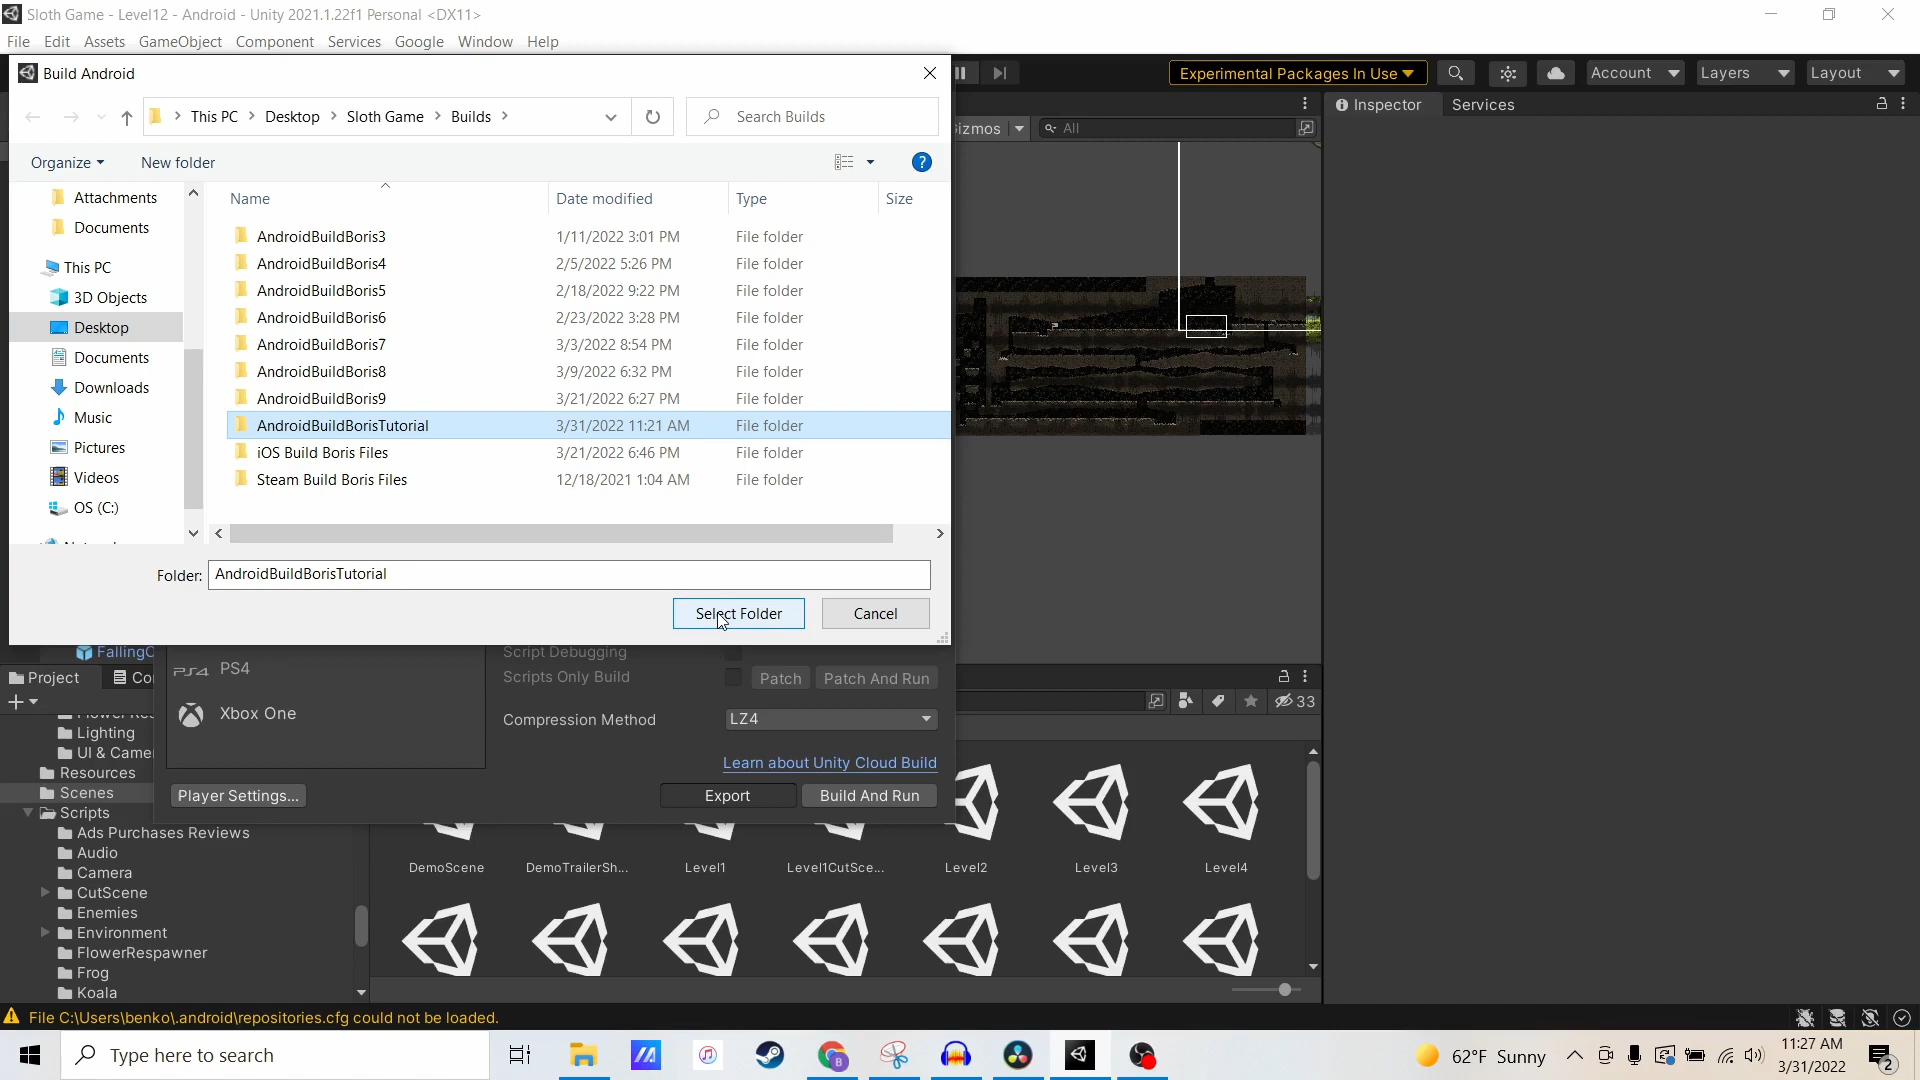 Sloth Game - Level12 - Android - Unity 2021.1.22f1 Personal <DX11>
File Edit Assets GameObject Component Services Google Window Help
Build Android
Experimental Packages In Use
Account
Layers
Layout
This PC > Desktop > Sloth Game > Builds >
Search Builds
Inspector
Services
izmos
All
Organize
New folder
Attachments
Documents
This PC
3D Objects
Desktop
Documents
Downloads
Music
Pictures
Videos
OS (C:)
Name Date modified Type Size
AndroidBuildBoris3 1/11/2022 3:01 PM File folder
AndroidBuildBoris4 2/5/2022 5:26 PM File folder
AndroidBuildBoris5 2/18/2022 9:22 PM File folder
AndroidBuildBoris6 2/23/2022 3:28 PM File folder
AndroidBuildBoris7 3/3/2022 8:54 PM File folder
AndroidBuildBoris8 3/9/2022 6:32 PM File folder
AndroidBuildBoris9 3/21/2022 6:27 PM File folder
AndroidBuildBorisTutorial 3/31/2022 11:21 AM File folder
iOS Build Boris Files 3/21/2022 6:46 PM File folder
Steam Build Boris Files 12/18/2021 1:04 AM File folder
Folder: AndroidBuildBorisTutorial
Select Folder
Cancel
FallingC
Project
Co
PS4
Xbox One
Script Debugging
Scripts Only Build
Patch
Patch And Run
Compression Method
LZ4
Learn about Unity Cloud Build
Player Settings...
Export
Build And Run
33
Lighting
UI & Came
Resources
Scenes
Scripts
Ads Purchases Reviews
Audio
Camera
CutScene
Enemies
Environment
FlowerRespawner
Frog
Koala
DemoScene
DemoTrailerSh...
Level1
Level1CutSce...
Level2
Level3
Level4
File C:\Users\benko\.android\repositories.cfg could not be loaded.
Type here to search
62°F Sunny
11:27 AM
3/31/2022
2